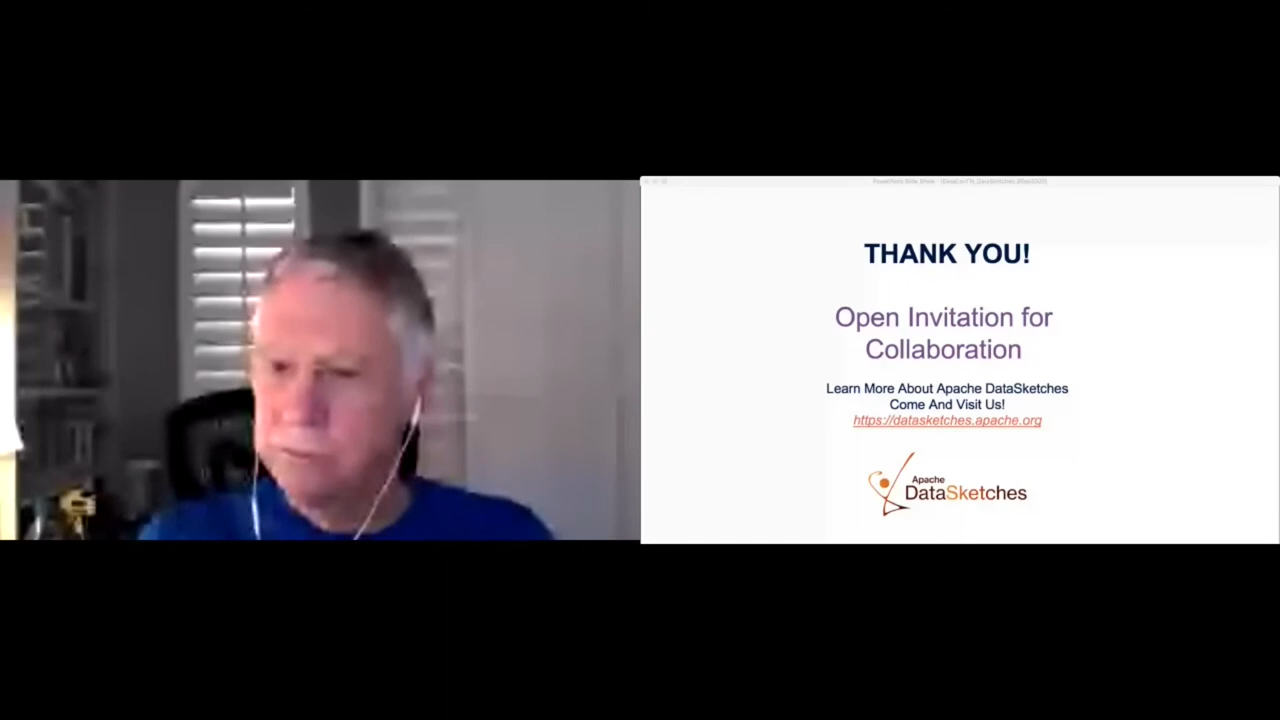 THANK YOU!
Open Invitation for
Collaboration
Learn More About Apache DataSketches
Come And Visit Us!
https://datasketches.apache.org
Apache
DataSketches